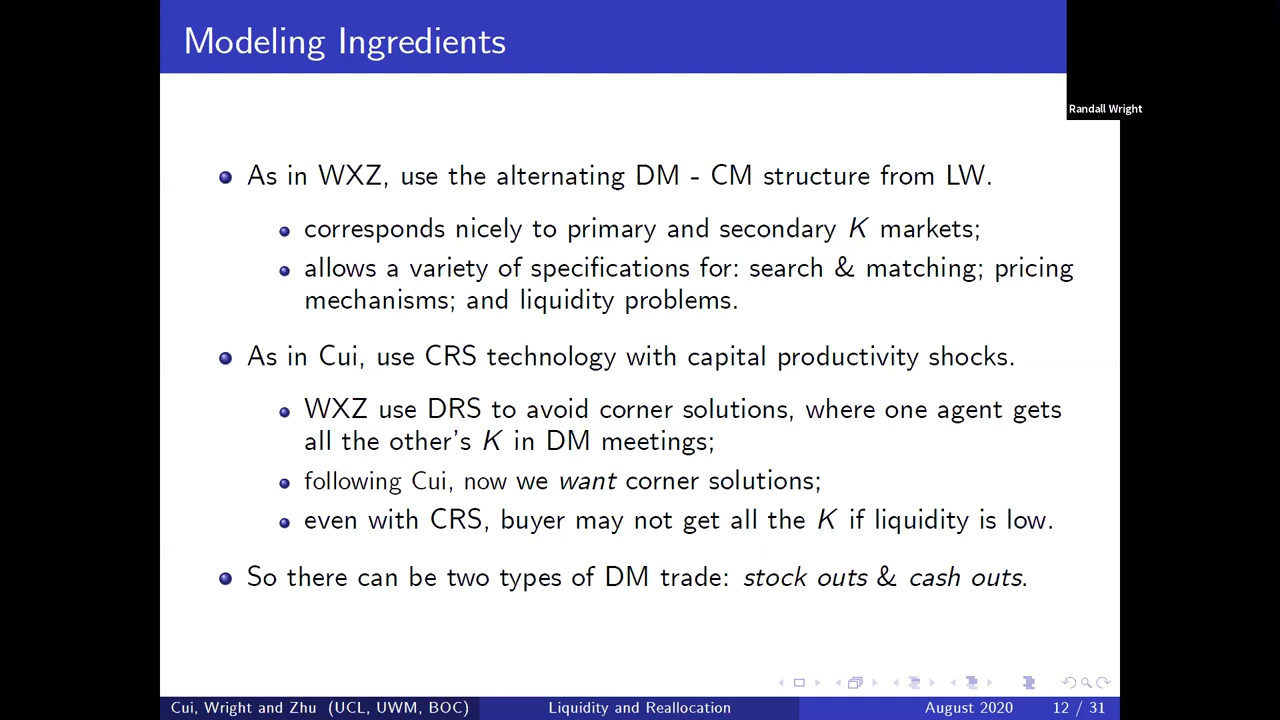 Modeling Ingredients
Randall Wright
As in WXZ, use the alternating DM - CM structure from LW.
corresponds nicely to primary and secondary K markets;
allows a variety of specifications for: search & matching; pricing
mechanisms; and liquidity problems.
As in Cui, use CRS technology with capital productivity shocks.
WXZ use DRS to avoid corner solutions, where one agent gets
all the other's K in DM meetings;
following Cui, now we want corner solutions;
even with CRS, buyer may not get all the K if liquidity is low.
So there can be two types of DM trade: stock outs & cash outs.
Cui, Wright and Zhu (UCL, UWM, BOC) Liquidity and Reallocation August 2020 12 / 31